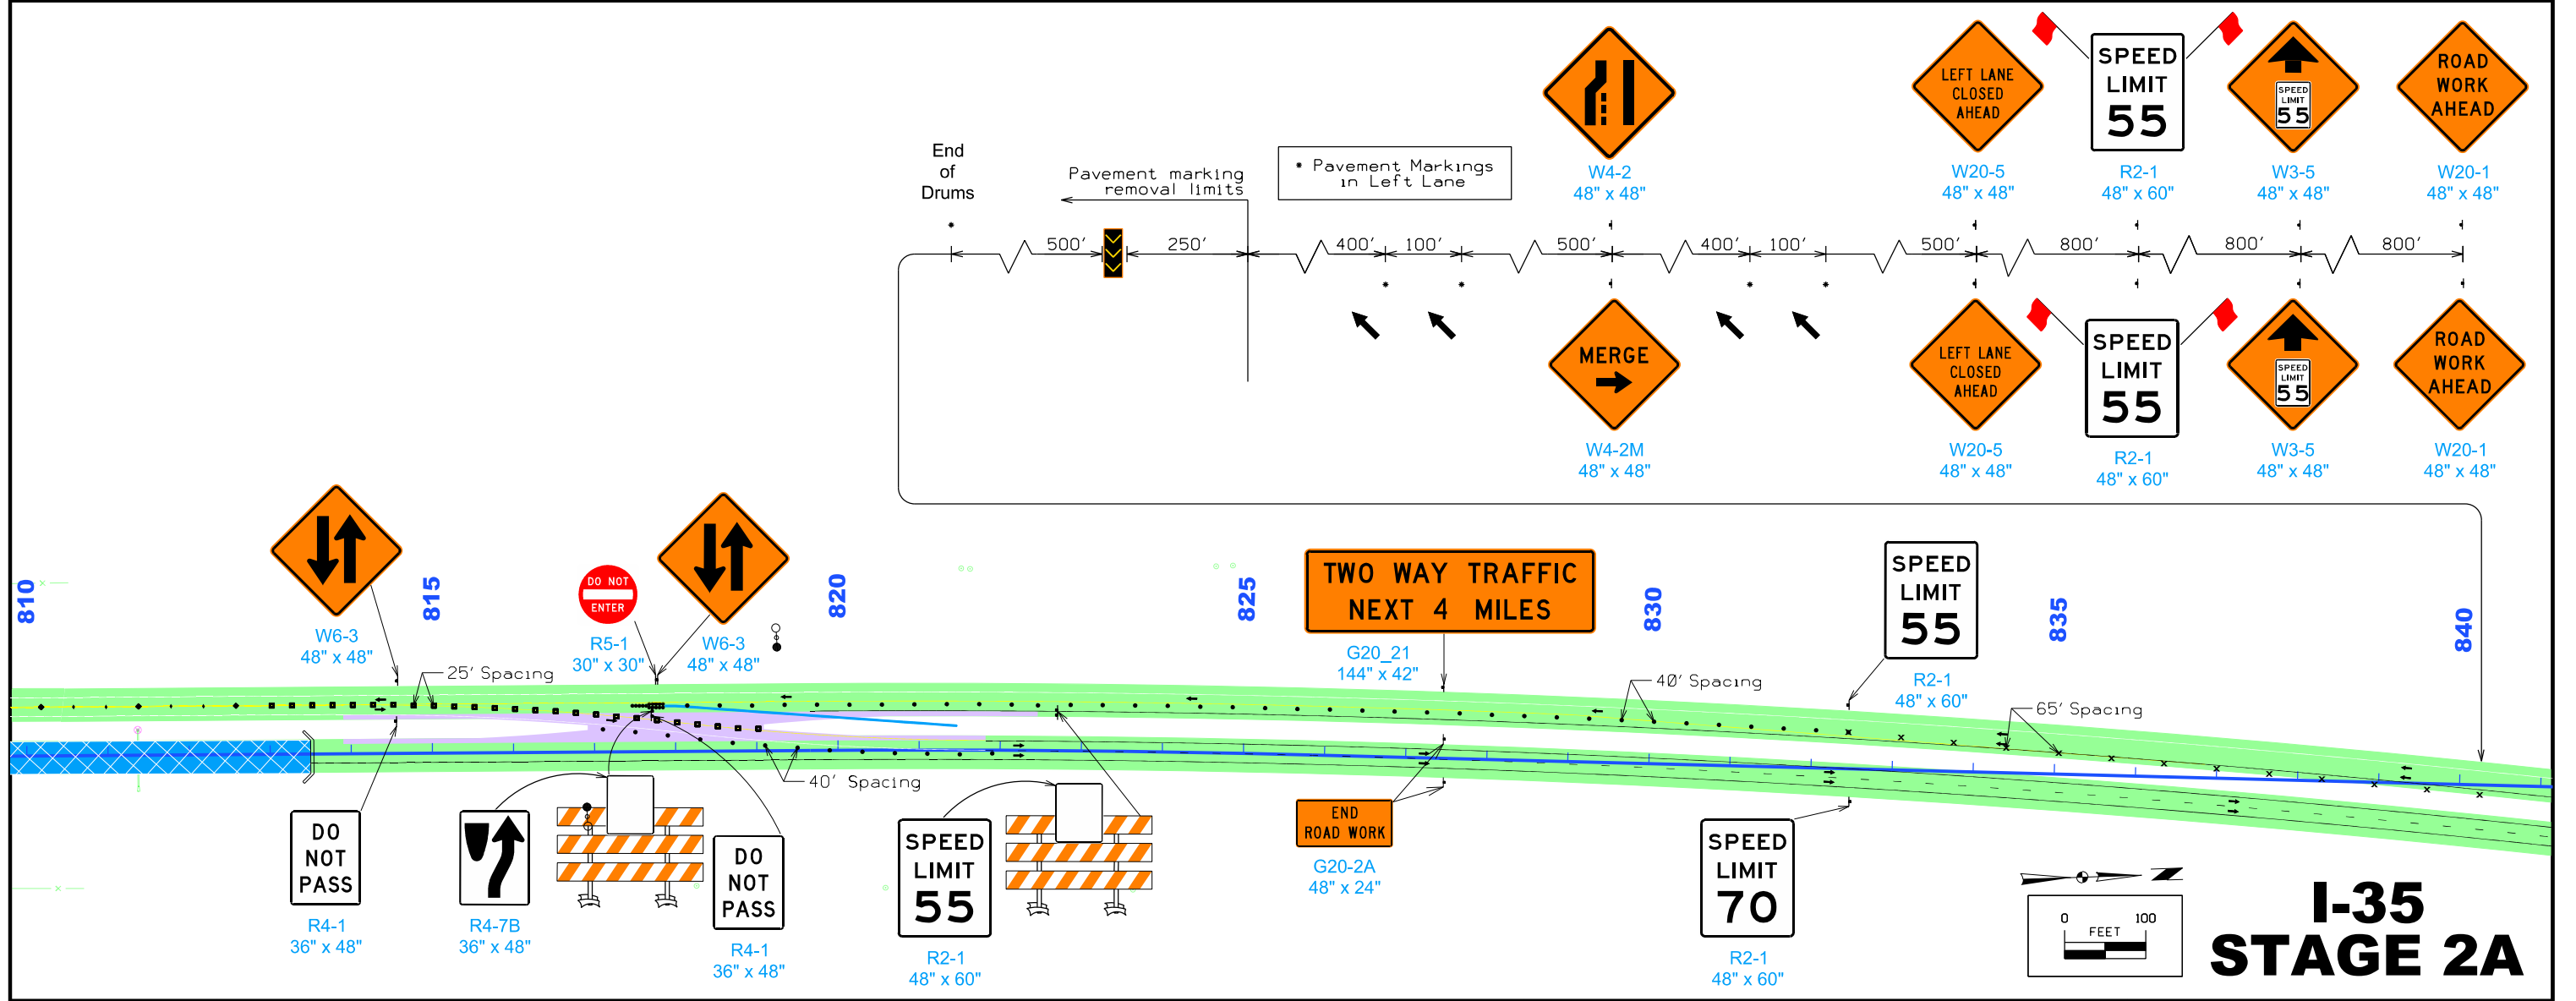 LEFT LANE
CLOSED
AHEAD
W20-5
48" x 48"
SPEED
LIMIT
55
R2-1
48" x 60"
SPEED
LIMIT
55
W3-5
48" x 48"
ROAD
WORK
AHEAD
W20-1
48" x 48"
W4-2
48" x 48"
* Pavement Markings
in Left Lane
Pavement marking
removal limits
End
of
Drums
500' 250' 400' 100' 500' 400' 100' 500' 800' 800' 800'
MERGE
W4-2M
48" x 48"
LEFT LANE
CLOSED
AHEAD
W20-5
48" x 48"
SPEED
LIMIT
55
R2-1
48" x 60"
SPEED
LIMIT
55
W3-5
48" x 48"
ROAD
WORK
AHEAD
W20-1
48" x 48"
810
815
820
825
830
835
840
W6-3
48" x 48"
25' Spacing
DO NOT
ENTER
R5-1
30" x 30"
W6-3
48" x 48"
TWO WAY TRAFFIC
NEXT 4 MILES
G20_21
144" x 42"
40' Spacing
SPEED
LIMIT
55
R2-1
48" x 60"
65' Spacing
40' Spacing
DO
NOT
PASS
R4-1
36" x 48"
R4-7B
36" x 48"
DO
NOT
PASS
R4-1
36" x 48"
SPEED
LIMIT
55
R2-1
48" x 60"
END
ROAD WORK
G20-2A
48" x 24"
SPEED
LIMIT
70
R2-1
48" x 60"
0 100
FEET
I-35
STAGE 2A